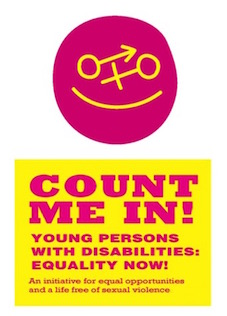 COUNT
ME IN!
YOUNG PERSONS
WITH DISABILITIES:
EQUALITY NOW!
An initiative for equal opportunities
and a life free of sexual violence